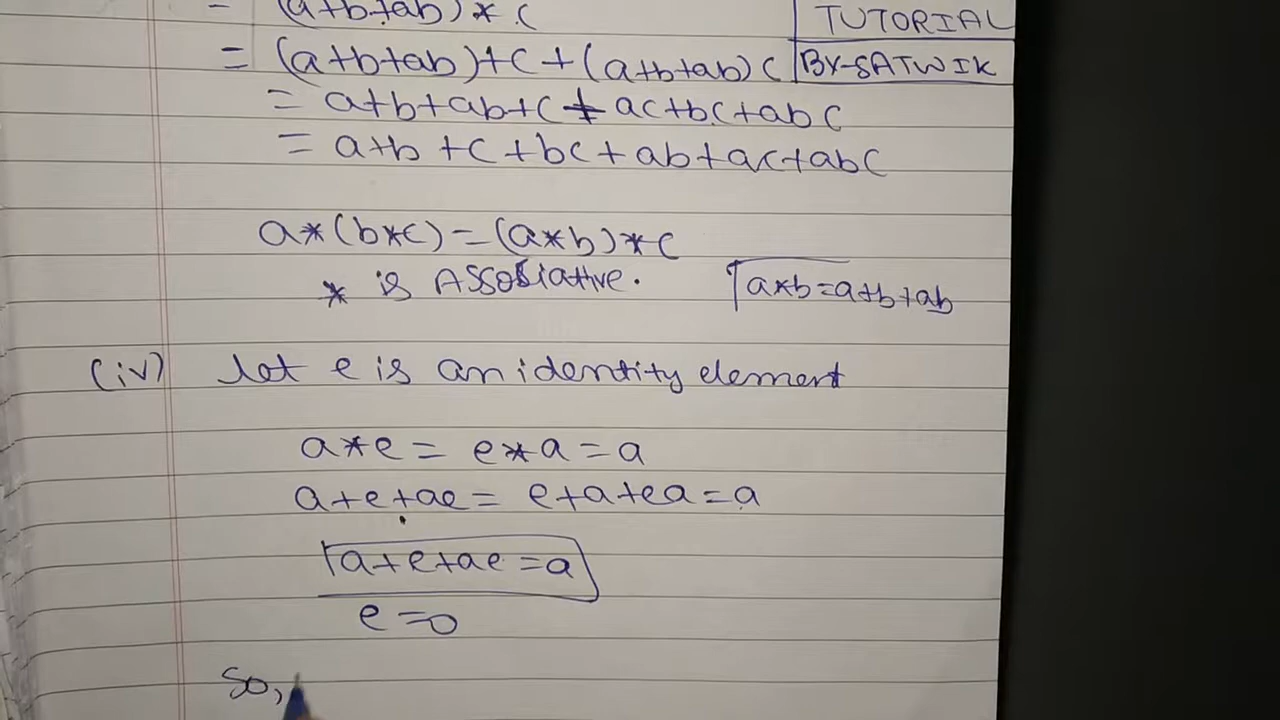 = (a+b+ab)*c
TUTORIAL
= (a+b+ab)+c+(a+b+ab)c
BY-SATWIK
= a+b+ab+c+ac+bc+abc
= a+b+c+bc+ab+ac+abc
a*(b*c)=(a*b)*c
* is Assosiative.
a*b=a+b+ab
(iv) let e is an identity element
a*e = e*a=a
a+e+ae= e+a+ea=a
a+e+ae=a
e=0
So,